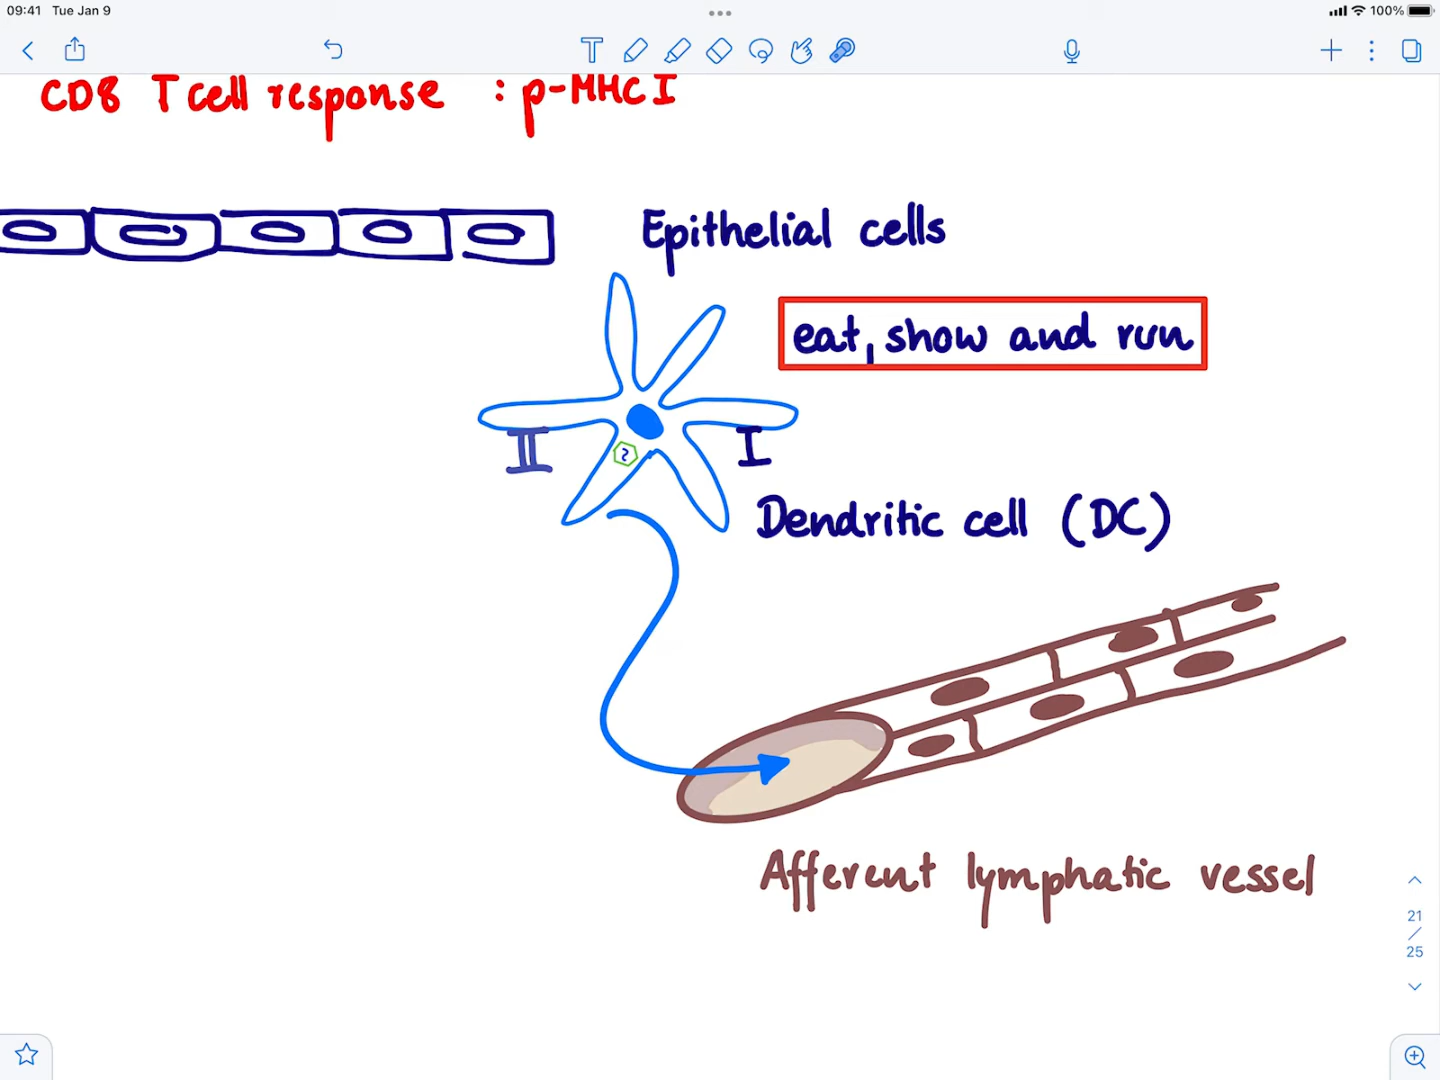 09:41 Tue Jan 9
100%
T
CD8 T cell response : p-MHC I
Epithelial cells
eat, show and run
II I
Dendritic cell (DC)
Afferent lymphatic vessel
21
/
25